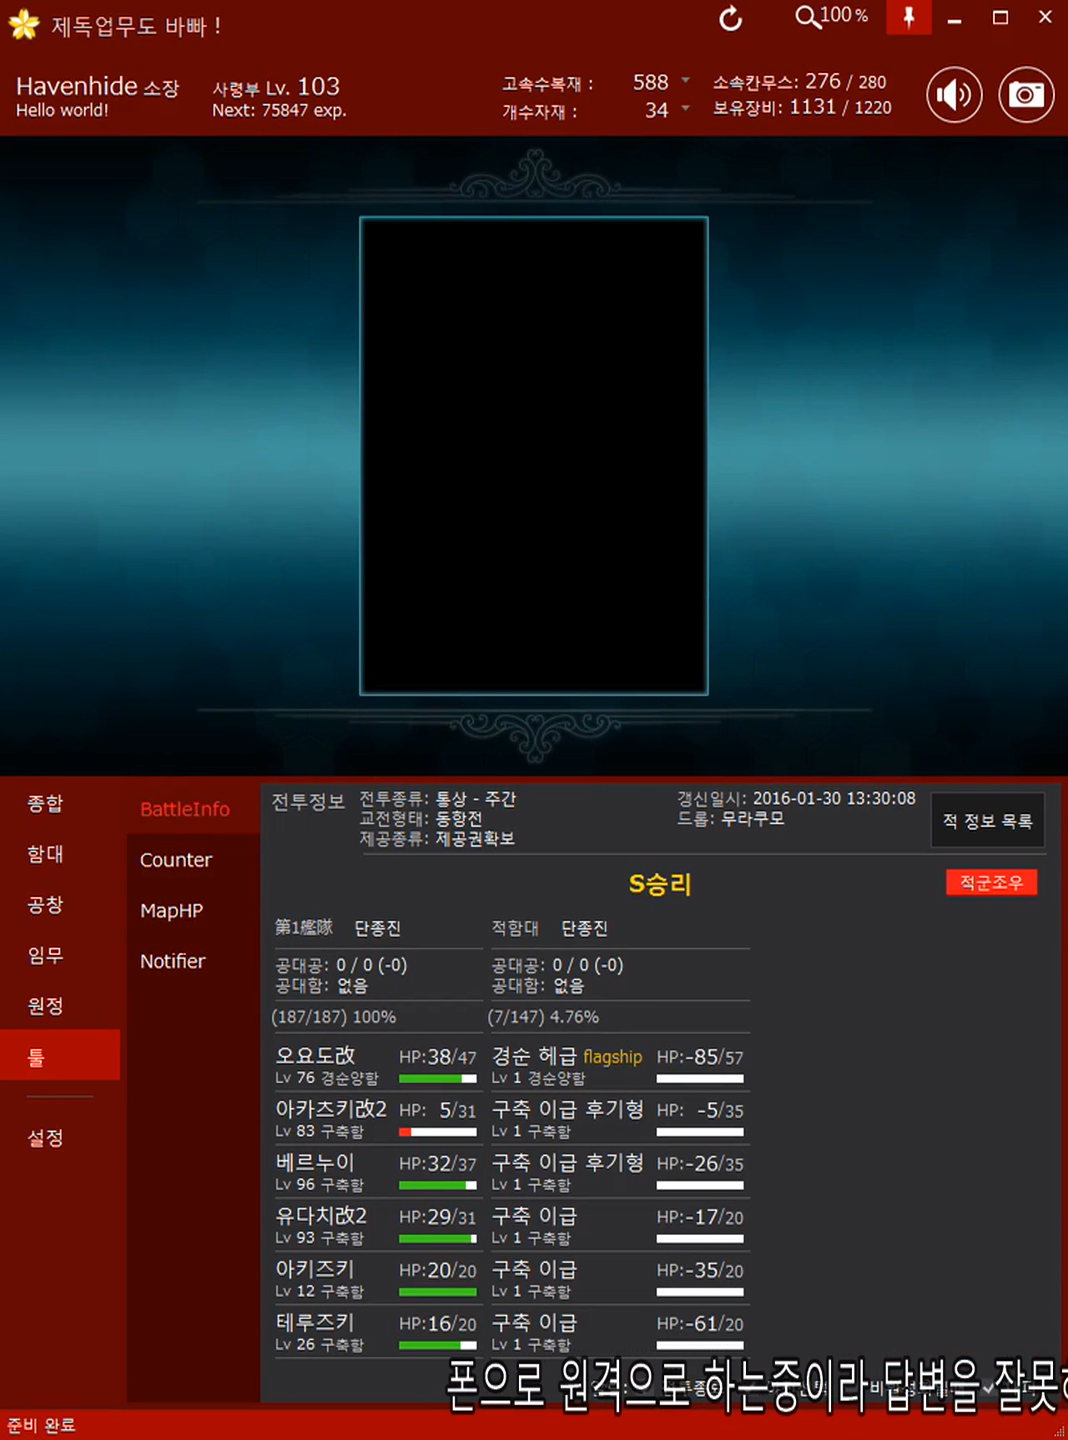 제독업무도 바빠 !
100 %
Havenhide 소장
Hello world!
사령부 Lv. 103
Next: 75847 exp.
고속수복재 : 588
개수자재 : 34
소속칸무스: 276 / 280
보유장비: 1131 / 1220
종합
함대
공창
임무
원정
툴
설정
BattleInfo
Counter
MapHP
Notifier
전투정보
전투종류: 통상 - 주간
교전형태: 동항전
제공종류: 제공권확보
갱신일시: 2016-01-30 13:30:08
드롭: 무라쿠모
적 정보 목록
S승리
적군조우
第1艦隊 단종진
적함대 단종진
공대공: 0 / 0 (-0)
공대함: 없음
공대공: 0 / 0 (-0)
공대함: 없음
(187/187) 100%
(7/147) 4.76%
오요도改 HP:38/47
Lv 76 경순양함
경순 헤급 flagship HP:-85/57
Lv 1 경순양함
아카츠키改2 HP: 5/31
Lv 83 구축함
구축 이급 후기형 HP: -5/35
Lv 1 구축함
베르누이 HP:32/37
Lv 96 구축함
구축 이급 후기형 HP:-26/35
Lv 1 구축함
유다치改2 HP:29/31
Lv 93 구축함
구축 이급 HP:-17/20
Lv 1 구축함
아키즈키 HP:20/20
Lv 12 구축함
구축 이급 HP:-35/20
Lv 1 구축함
테루즈키 HP:16/20
Lv 26 구축함
구축 이급 HP:-61/20
Lv 1 구축함
폰으로 원격으로 하는중이라 답변을 잘못
준비 완료